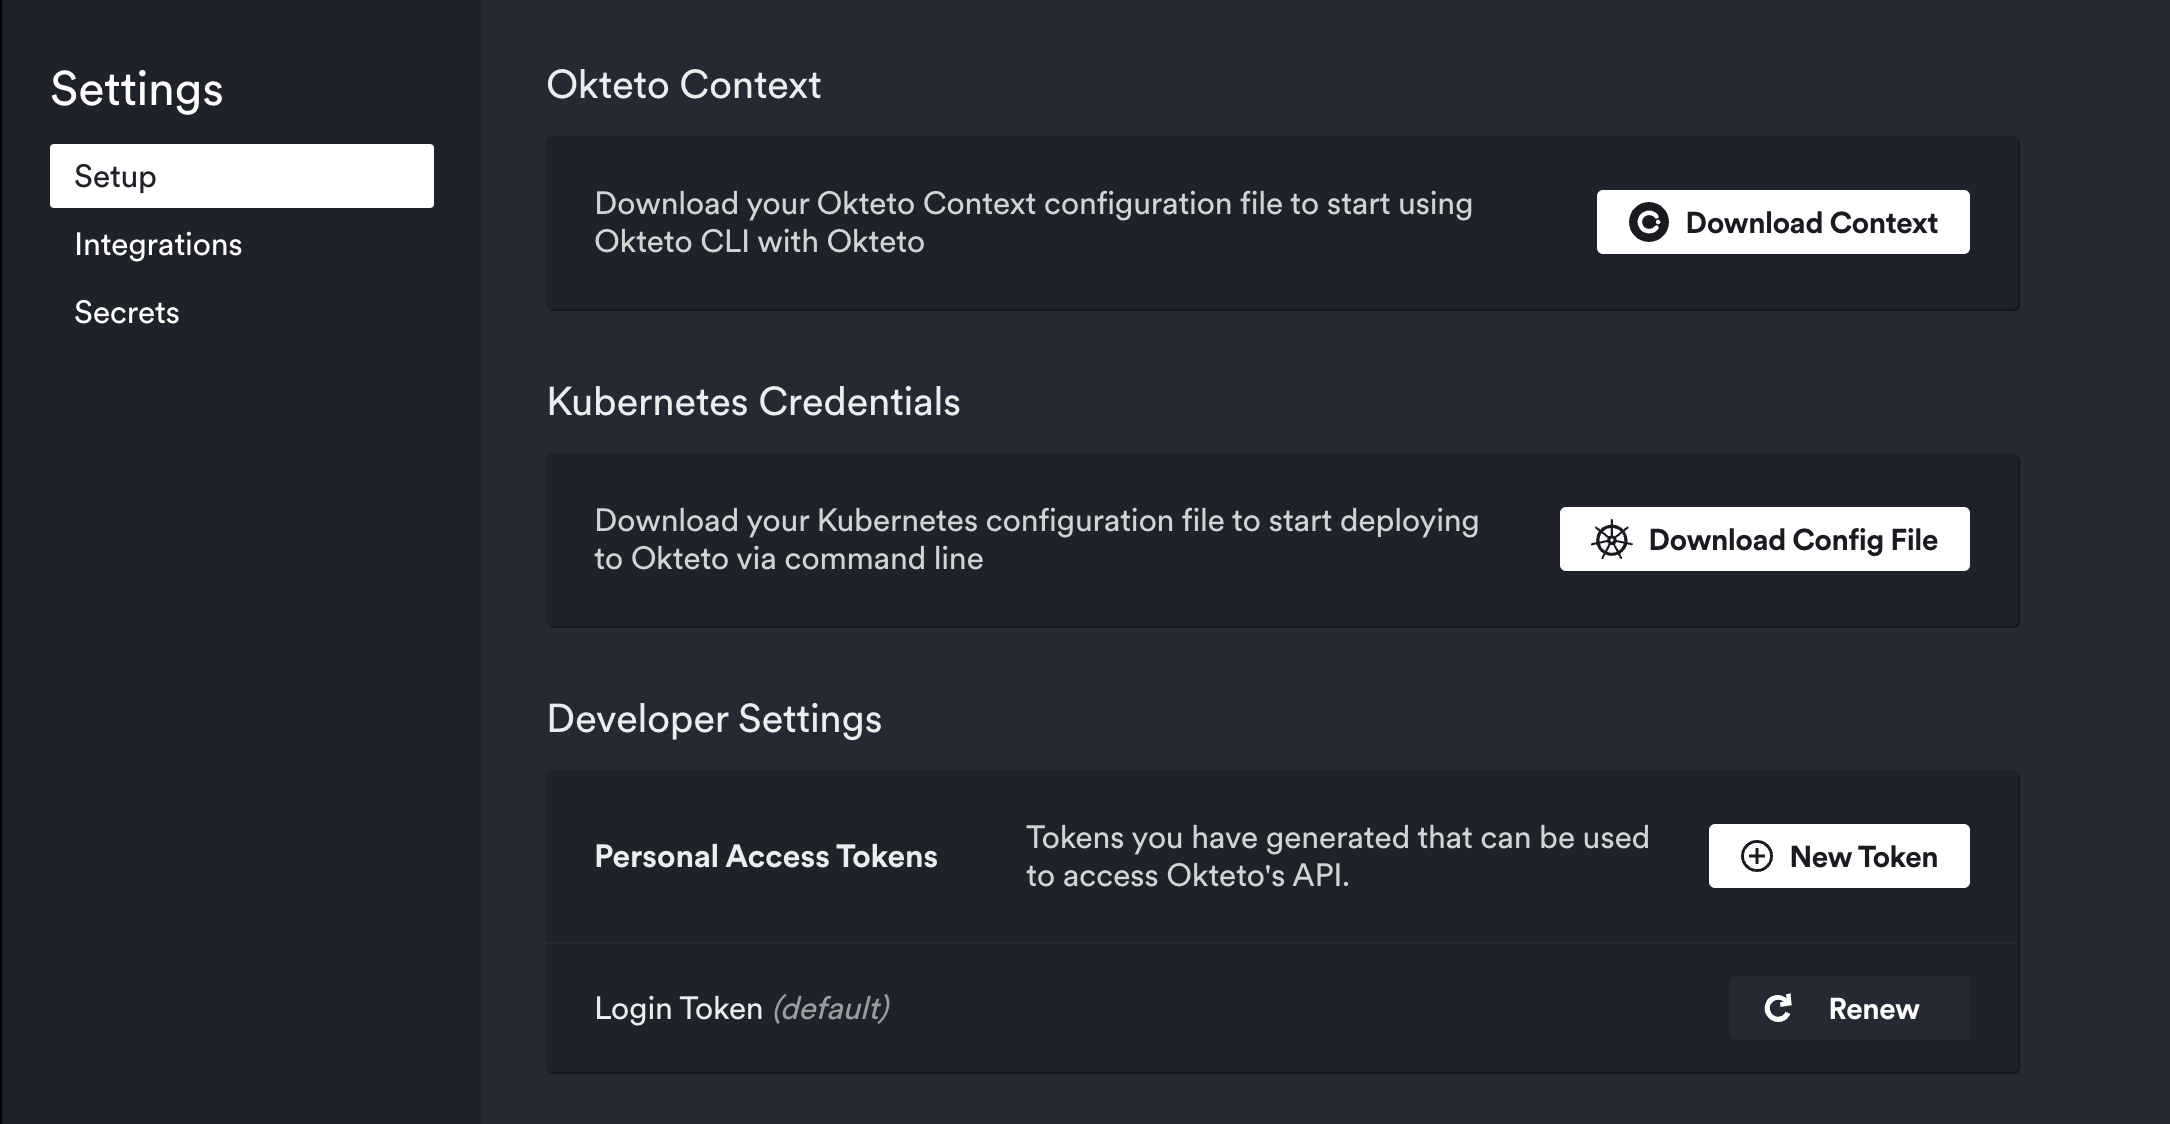 Settings
Setup
Integrations
Secrets
Okteto Context
Download your Okteto Context configuration file to start using
Okteto CLI with Okteto
Download Context
Kubernetes Credentials
Download your Kubernetes configuration file to start deploying
to Okteto via command line
Download Config File
Developer Settings
Personal Access Tokens
Tokens you have generated that can be used
to access Okteto's API.
New Token
Login Token (default)
Renew